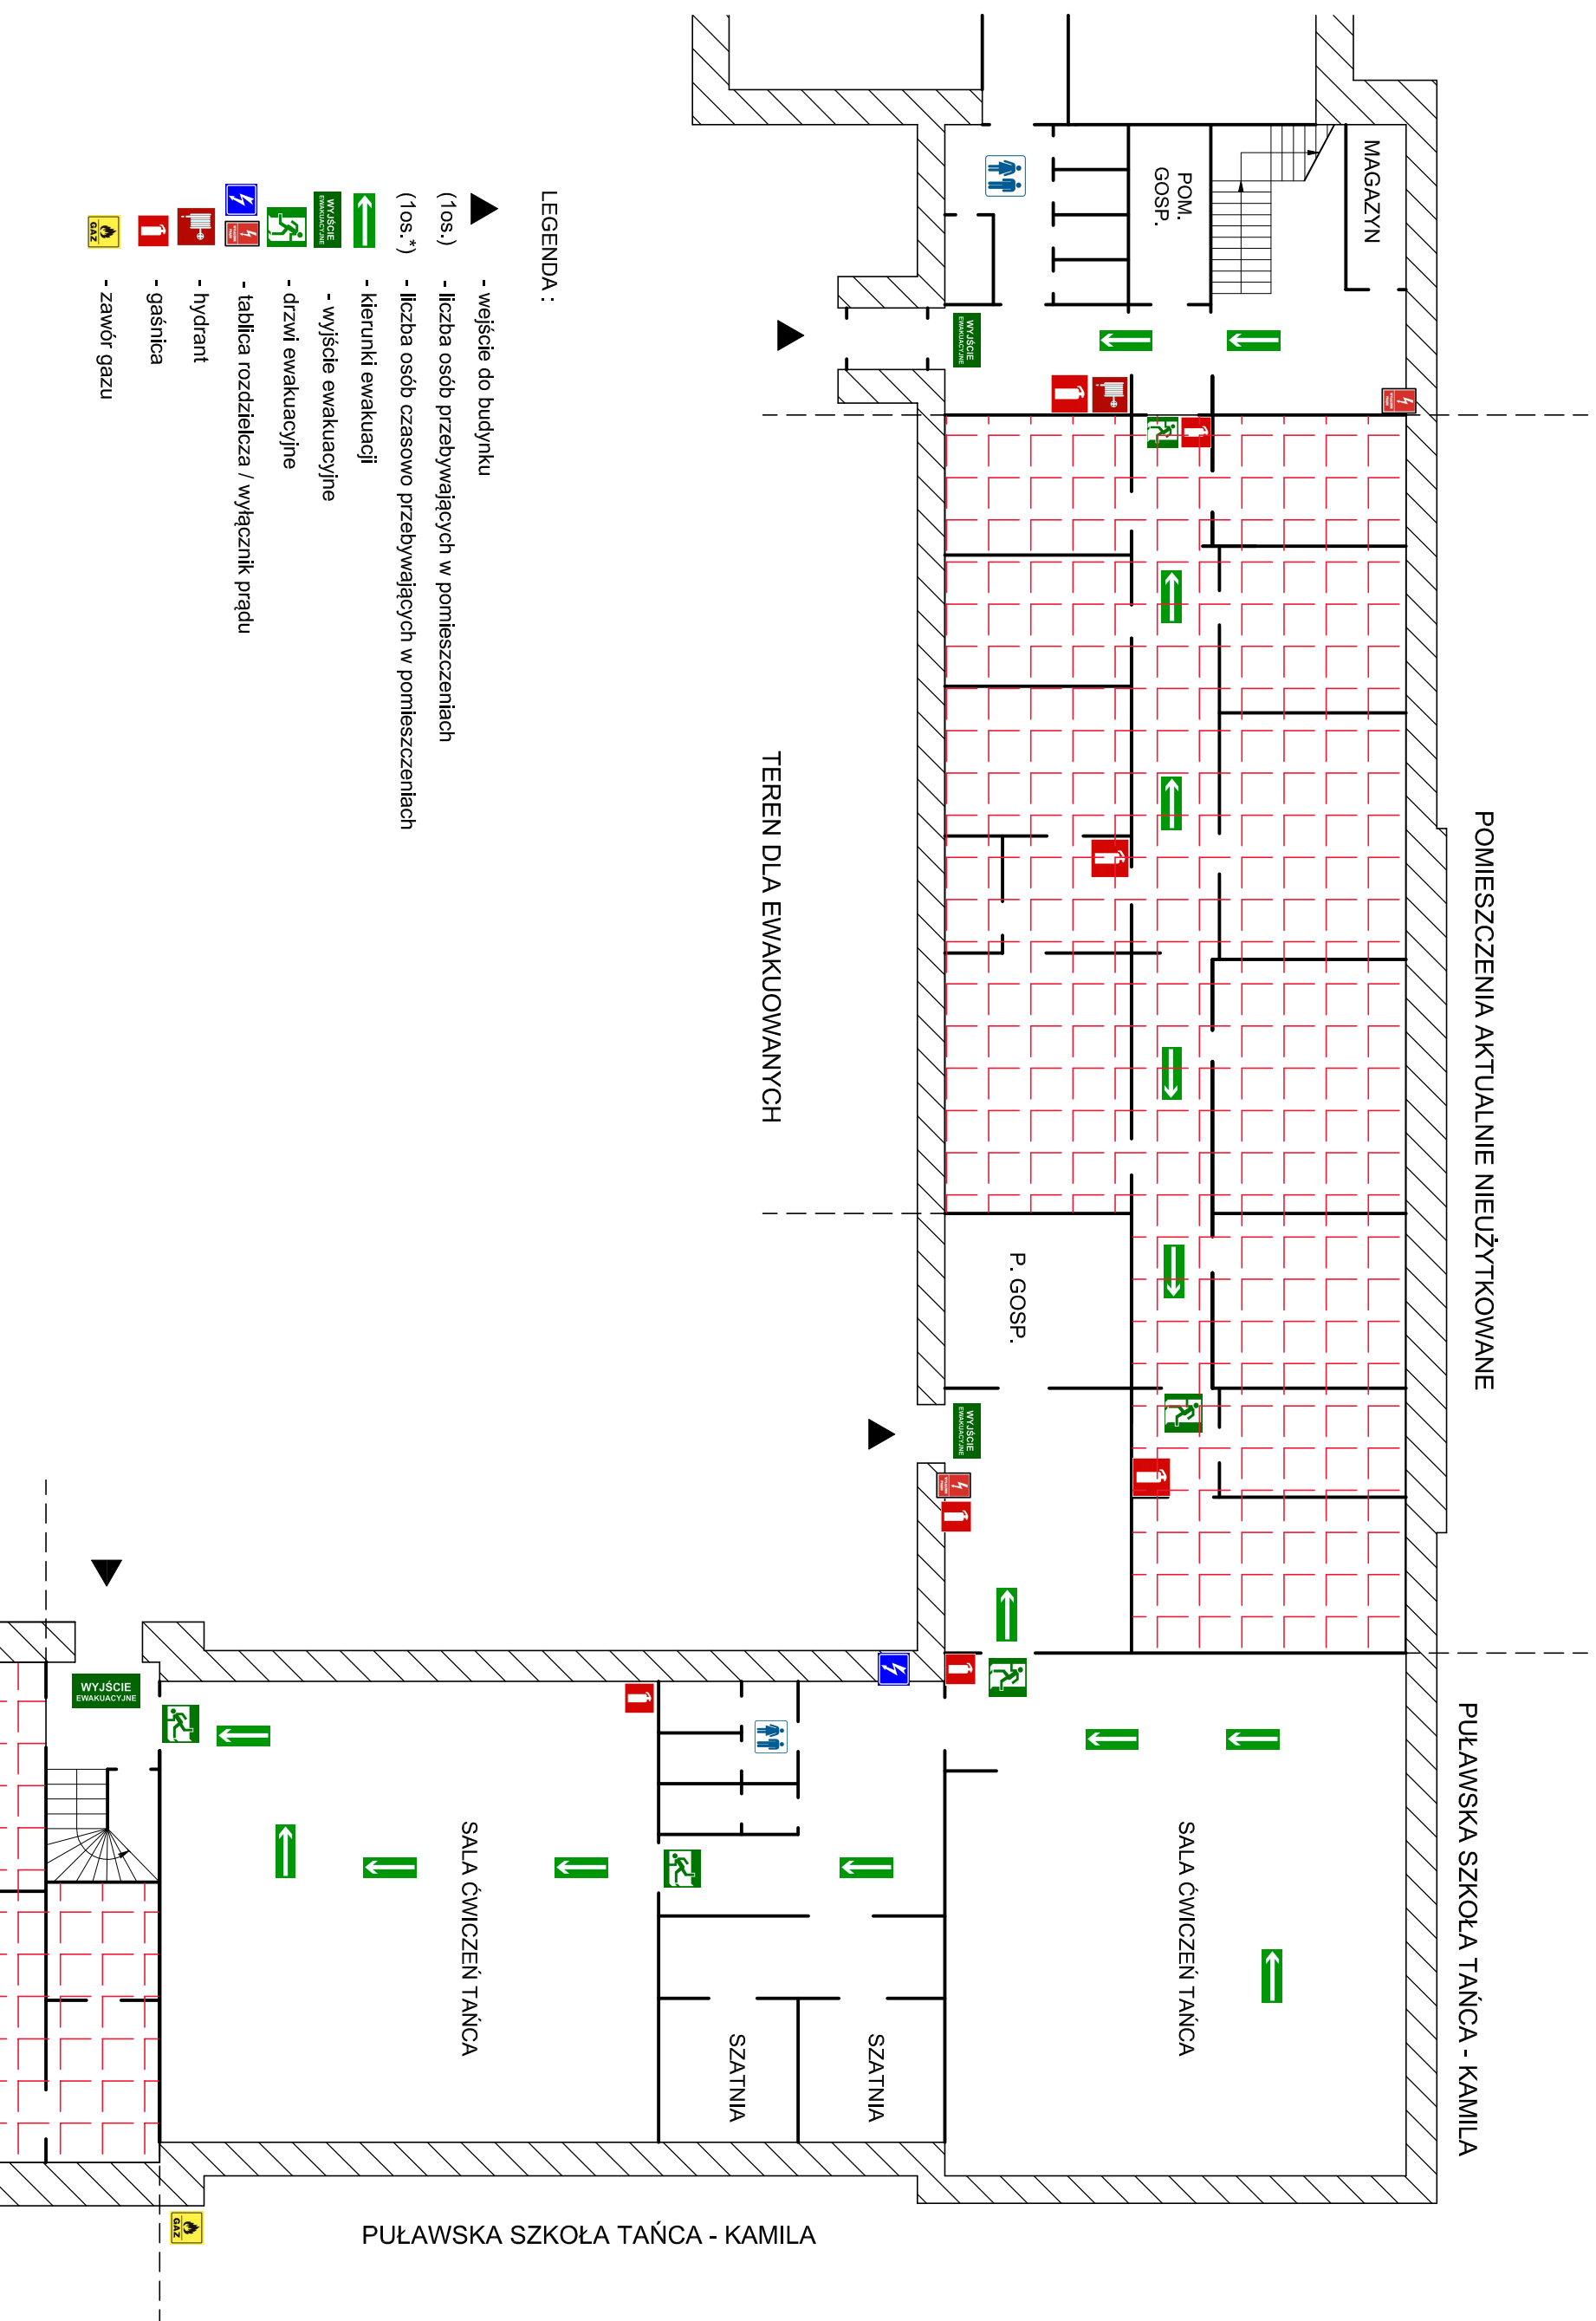 POMIESZCZENIA AKTUALNIE NIEUŻYTKOWANE
PUŁAWSKA SZKOŁA TAŃCA - KAMILA
MAGAZYN
POM.
GOSP.
WYJŚCIE
EWAKUACYJNE
P. GOSP.
WYJŚCIE
EWAKUACYJNE
SALA ĆWICZEŃ TAŃCA
SZATNIA
SZATNIA
SALA ĆWICZEŃ TAŃCA
WYJŚCIE
EWAKUACYJNE
TEREN DLA EWAKUOWANYCH
PUŁAWSKA SZKOŁA TAŃCA - KAMILA
GAZ
LEGENDA :
- wejście do budynku
(1os.) - liczba osób przebywających w pomieszczeniach
(1os.*) - liczba osób czasowo przebywających w pomieszczeniach
- kierunki ewakuacji
WYJŚCIE
EWAKUACYJNE
- wyjście ewakuacyjne
- drzwi ewakuacyjne
- tablica rozdzielcza / wyłącznik prądu
- hydrant
- gaśnica
GAZ
- zawór gazu